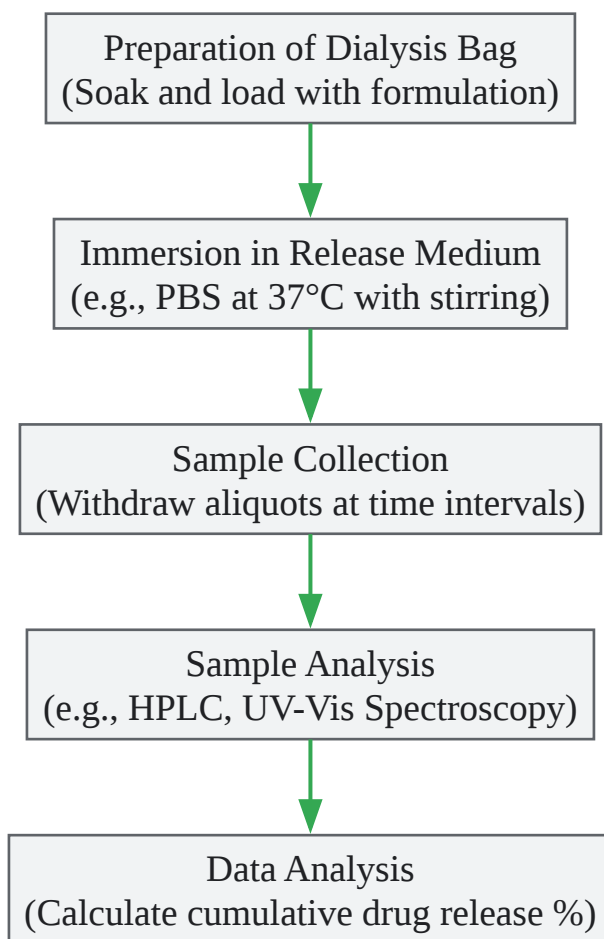 Preparation of Dialysis Bag
(Soak and load with formulation)
Immersion in Release Medium
(e.g., PBS at 37°C with stirring)
Sample Collection
(Withdraw aliquots at time intervals)
Sample Analysis
(e.g., HPLC, UV-Vis Spectroscopy)
Data Analysis
(Calculate cumulative drug release %)